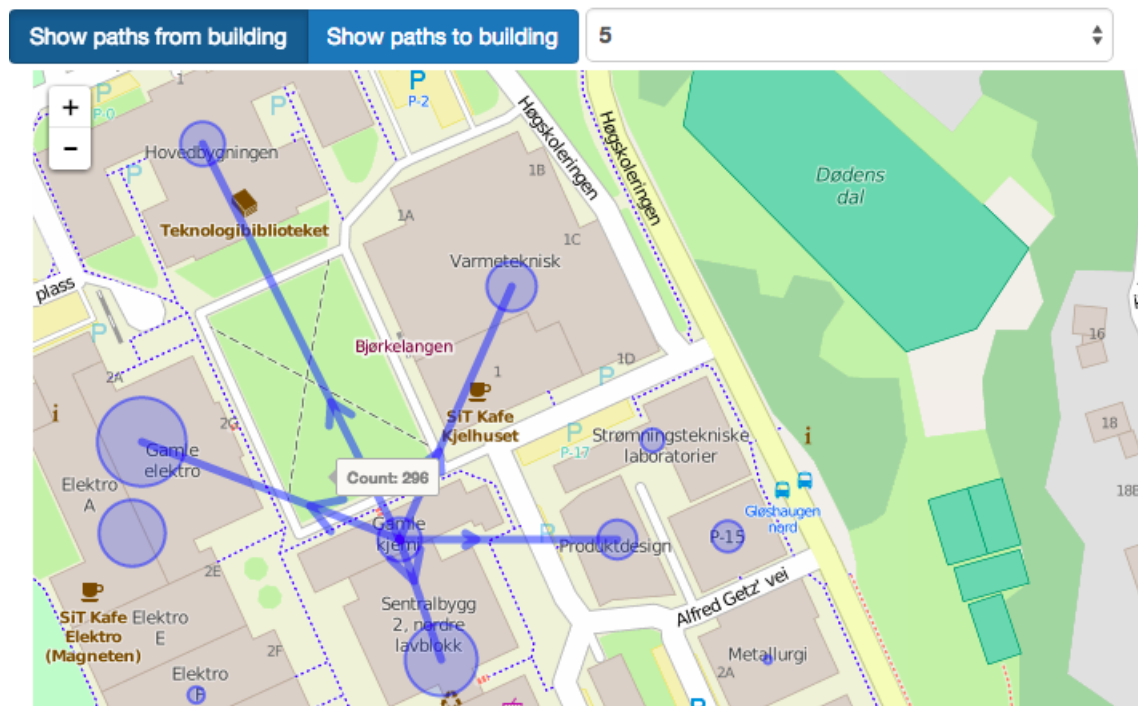 Show paths from building
Show paths to building
5
+
-
P
P-0
i
P
P
P-2
Høgskoleringen
Høgskoleringen
Hovedbygningen
P
Teknologibiblioteket
1A
1B
1C
Varmeteknisk
Dødens
dal
plass
P
Bjørkelangen
1
1D
P
16
2A
i
2G
Gamle
elektro
SiT Kafe
Kjelhuset
P
P-17
Strømningstekniske
laboratorier
i
18
Count: 296
Elektro
A
18B
Gamle
kjemi
P
Produktdesign
P-15
Gløshaugen
nord
2E
Alfred Getz' vei
SiT Kafe
Elektro
(Magneten)
Elektro
E
Sentralbygg
2, nordre
lavblokk
2F
Elektro
F
Metallurgi
2A
P